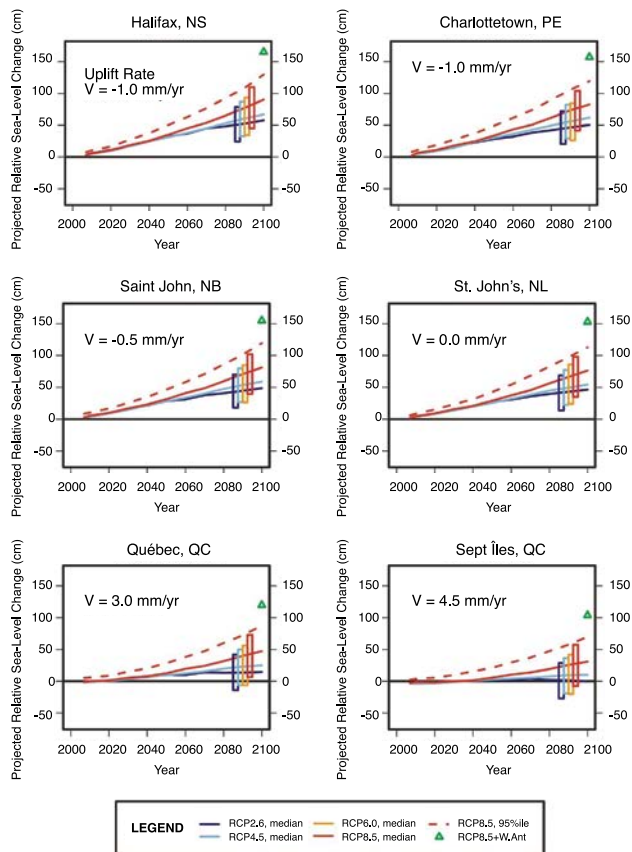 Halifax, NS
Projected Relative Sea-Level Change (cm)
150
100
50
0
-50
Uplift Rate
V = -1.0 mm/yr
150
100
50
0
-50
2000 2020 2040 2060 2080 2100
Year
Charlottetown, PE
Projected Relative Sea-Level Change (cm)
150
100
50
0
-50
V = -1.0 mm/yr
150
100
50
0
-50
2000 2020 2040 2060 2080 2100
Year
Saint John, NB
Projected Relative Sea-Level Change (cm)
150
100
50
0
-50
V = -0.5 mm/yr
150
100
50
0
-50
2000 2020 2040 2060 2080 2100
Year
St. John's, NL
Projected Relative Sea-Level Change (cm)
150
100
50
0
-50
V = 0.0 mm/yr
150
100
50
0
-50
2000 2020 2040 2060 2080 2100
Year
Québec, QC
Projected Relative Sea-Level Change (cm)
150
100
50
0
-50
V = 3.0 mm/yr
150
100
50
0
-50
2000 2020 2040 2060 2080 2100
Year
Sept Îles, QC
Projected Relative Sea-Level Change (cm)
150
100
50
0
-50
V = 4.5 mm/yr
150
100
50
0
-50
2000 2020 2040 2060 2080 2100
Year
LEGEND
RCP2.6, median
RCP4.5, median
RCP6.0, median
RCP8.5, median
RCP8.5, 95%ile
RCP8.5+W.Ant